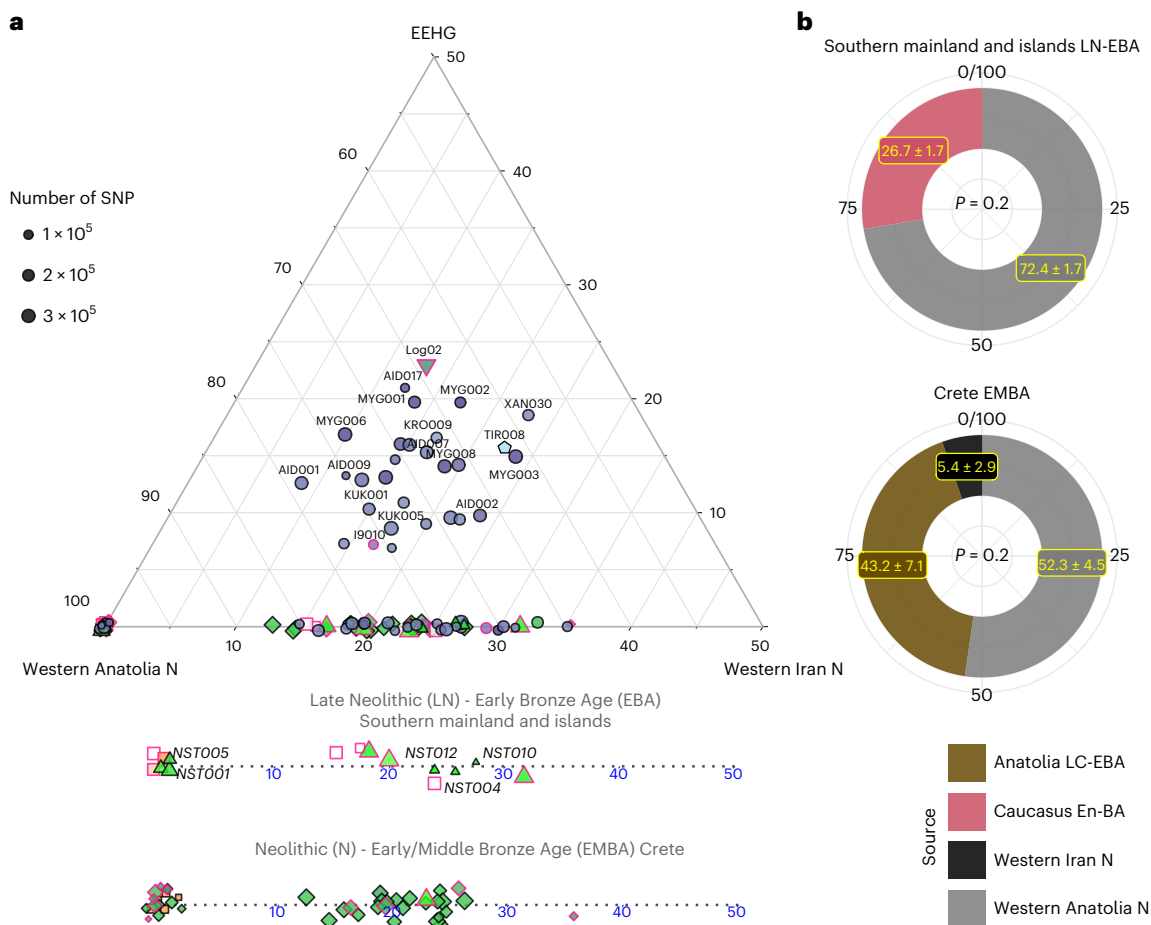 a
EEHG
50
60
40
Number of SNP
1 × 10⁵
2 × 10⁵
3 × 10⁵
70
30
Log02
80
AID017
MYG001
MYG002
20
XAN030
MYG006
KRO009
TIR008
AID007
MYG008
MYG003
AID001
AID009
90
KUK001
AID002
10
KUK005
I9010
100
10
20
30
40
50
Western Anatolia N
Western Iran N
Late Neolithic (LN) - Early Bronze Age (EBA)
Southern mainland and islands
NST005
NST012
NST010
NST001
10
20
30
40
50
NST004
Neolithic (N) - Early/Middle Bronze Age (EMBA) Crete
10
20
30
40
50
b
Southern mainland and islands LN-EBA
0/100
26.7 ± 1.7
75
P = 0.2
25
72.4 ± 1.7
50
Crete EMBA
0/100
5.4 ± 2.9
75
P = 0.2
25
43.2 ± 7.1
52.3 ± 4.5
50
Source
Anatolia LC-EBA
Caucasus En-BA
Western Iran N
Western Anatolia N